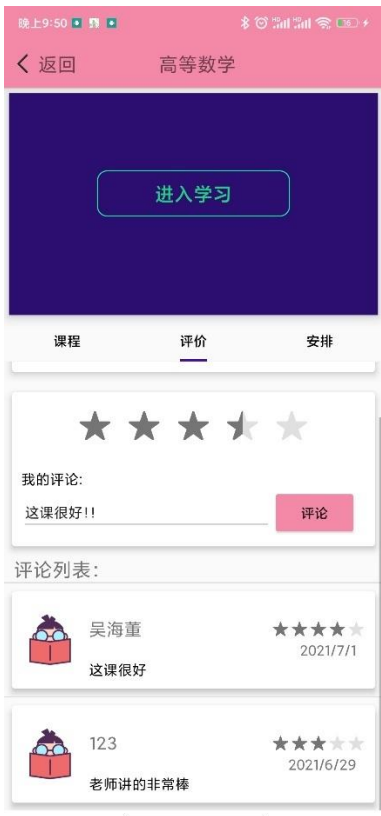 晚上9:50
返回
高等数学
进入学习
课程 评价 安排
我的评论:
这课很好!!
评论
评论列表:
吴海董
2021/7/1
这课很好
123
2021/6/29
老师讲的非常棒